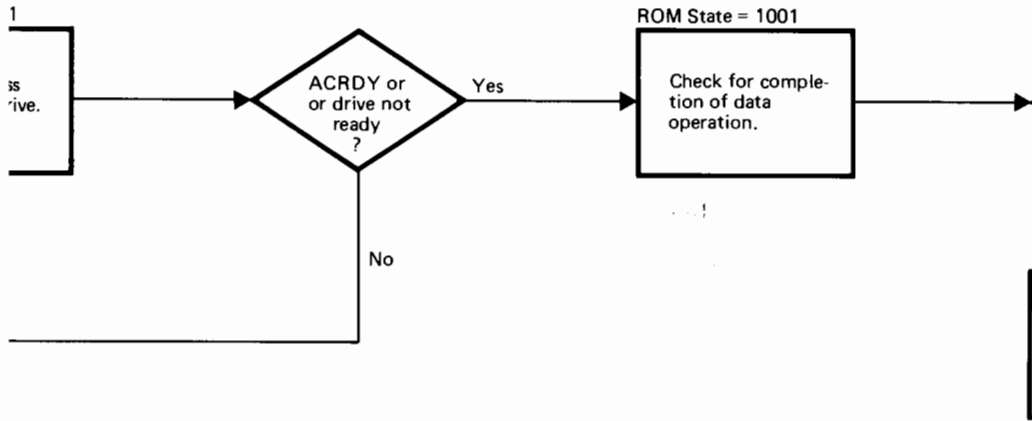 1
ROM State = 1001
ss
rive.
ACRDY or
or drive not
ready
?
Yes
Check for comple-
tion of data
operation.
No